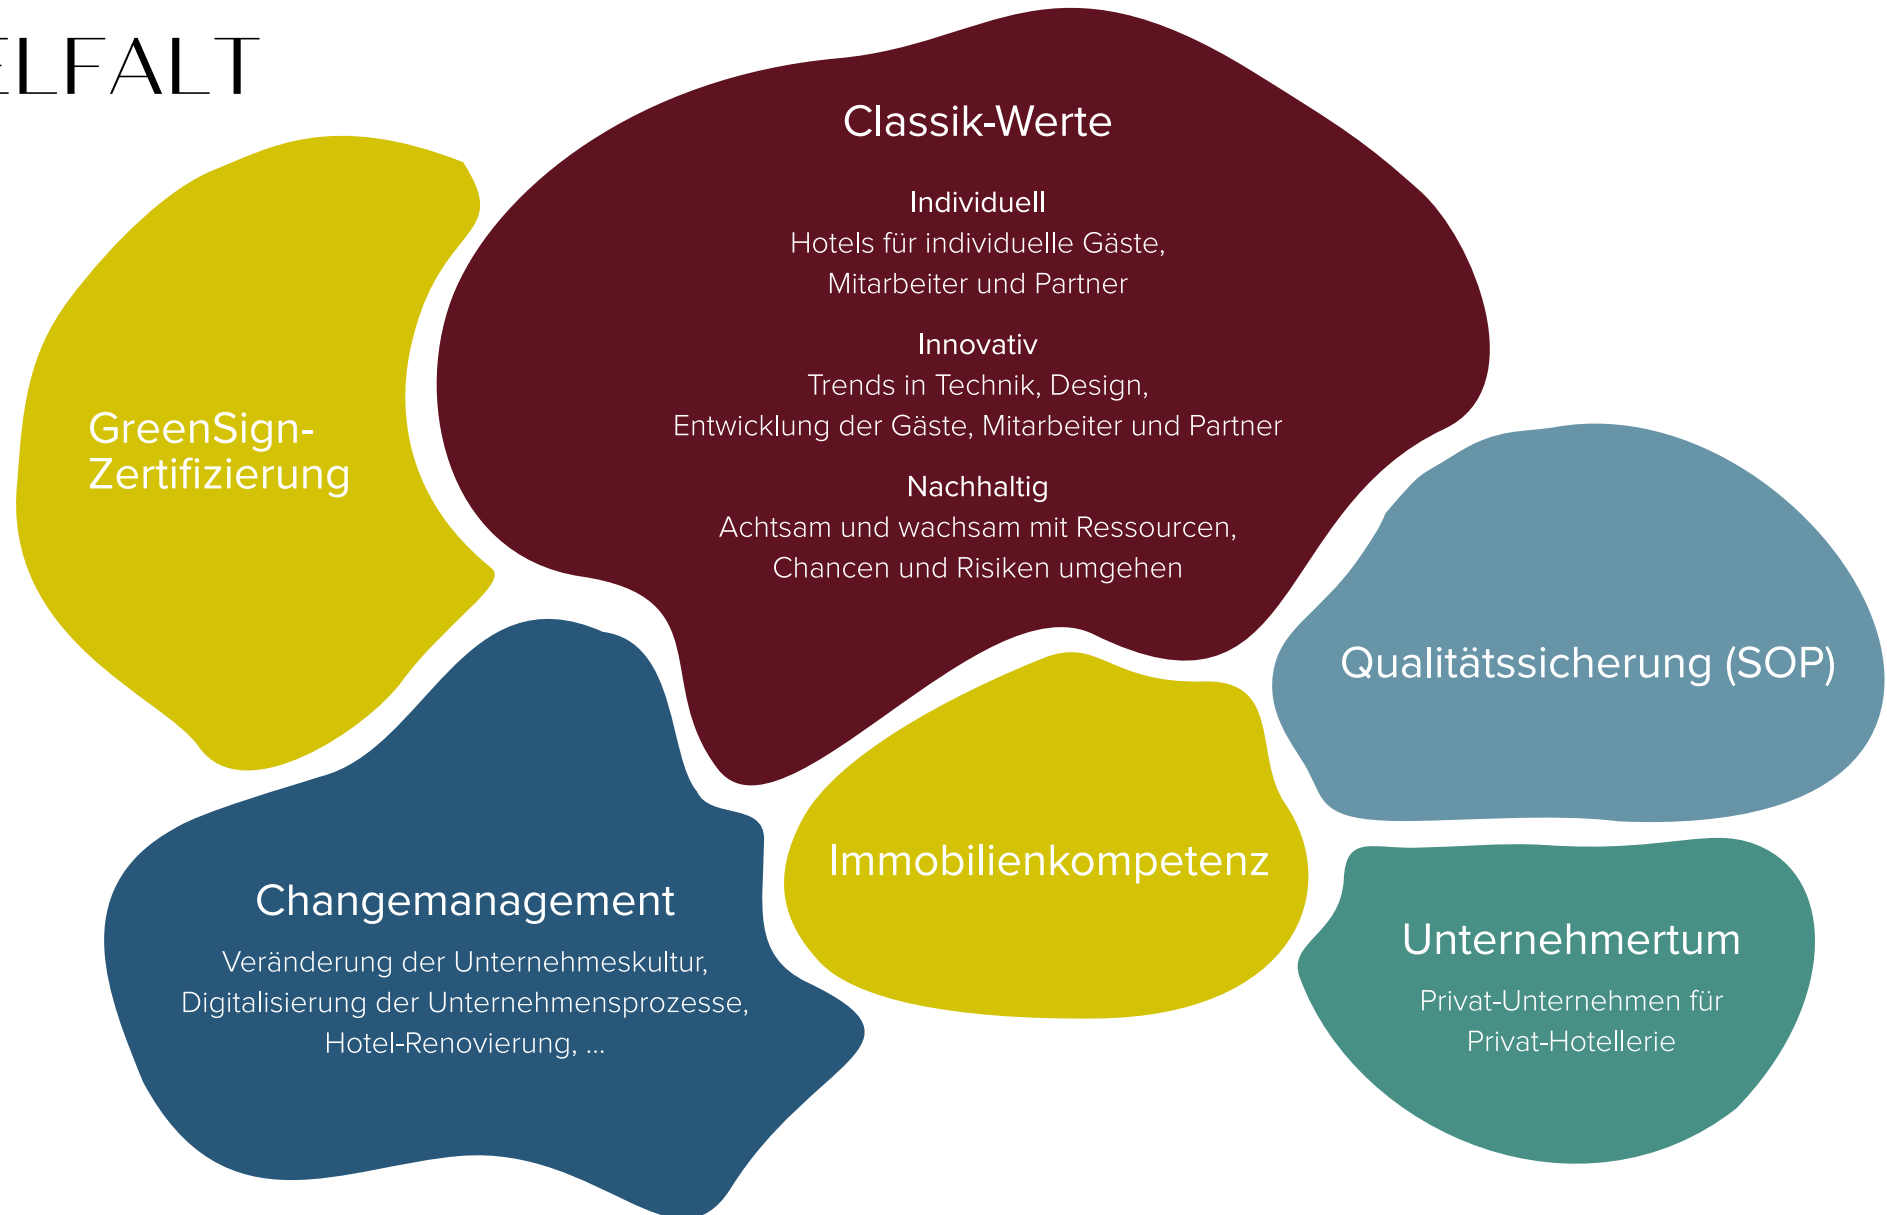 ELFALT
Classik-Werte
Individuell
Hotels für individuelle Gäste,
Mitarbeiter und Partner
Innovativ
Trends in Technik, Design,
Entwicklung der Gäste, Mitarbeiter und Partner
Nachhaltig
Achtsam und wachsam mit Ressourcen,
Chancen und Risiken umgehen
GreenSign-
Zertifizierung
Qualitätssicherung (SOP)
Immobilienkompetenz
Changemanagement
Veränderung der Unternehmeskultur,
Digitalisierung der Unternehmensprozesse,
Hotel-Renovierung, ...
Unternehmertum
Privat-Unternehmen für
Privat-Hotellerie